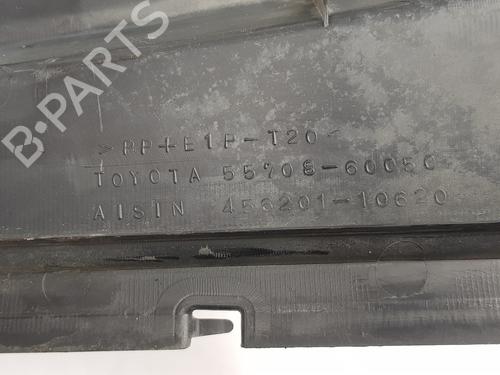 B-PARTS
>PP+E1P-T20<
TOYOTA 55708-60050
AISIN 456201-10620